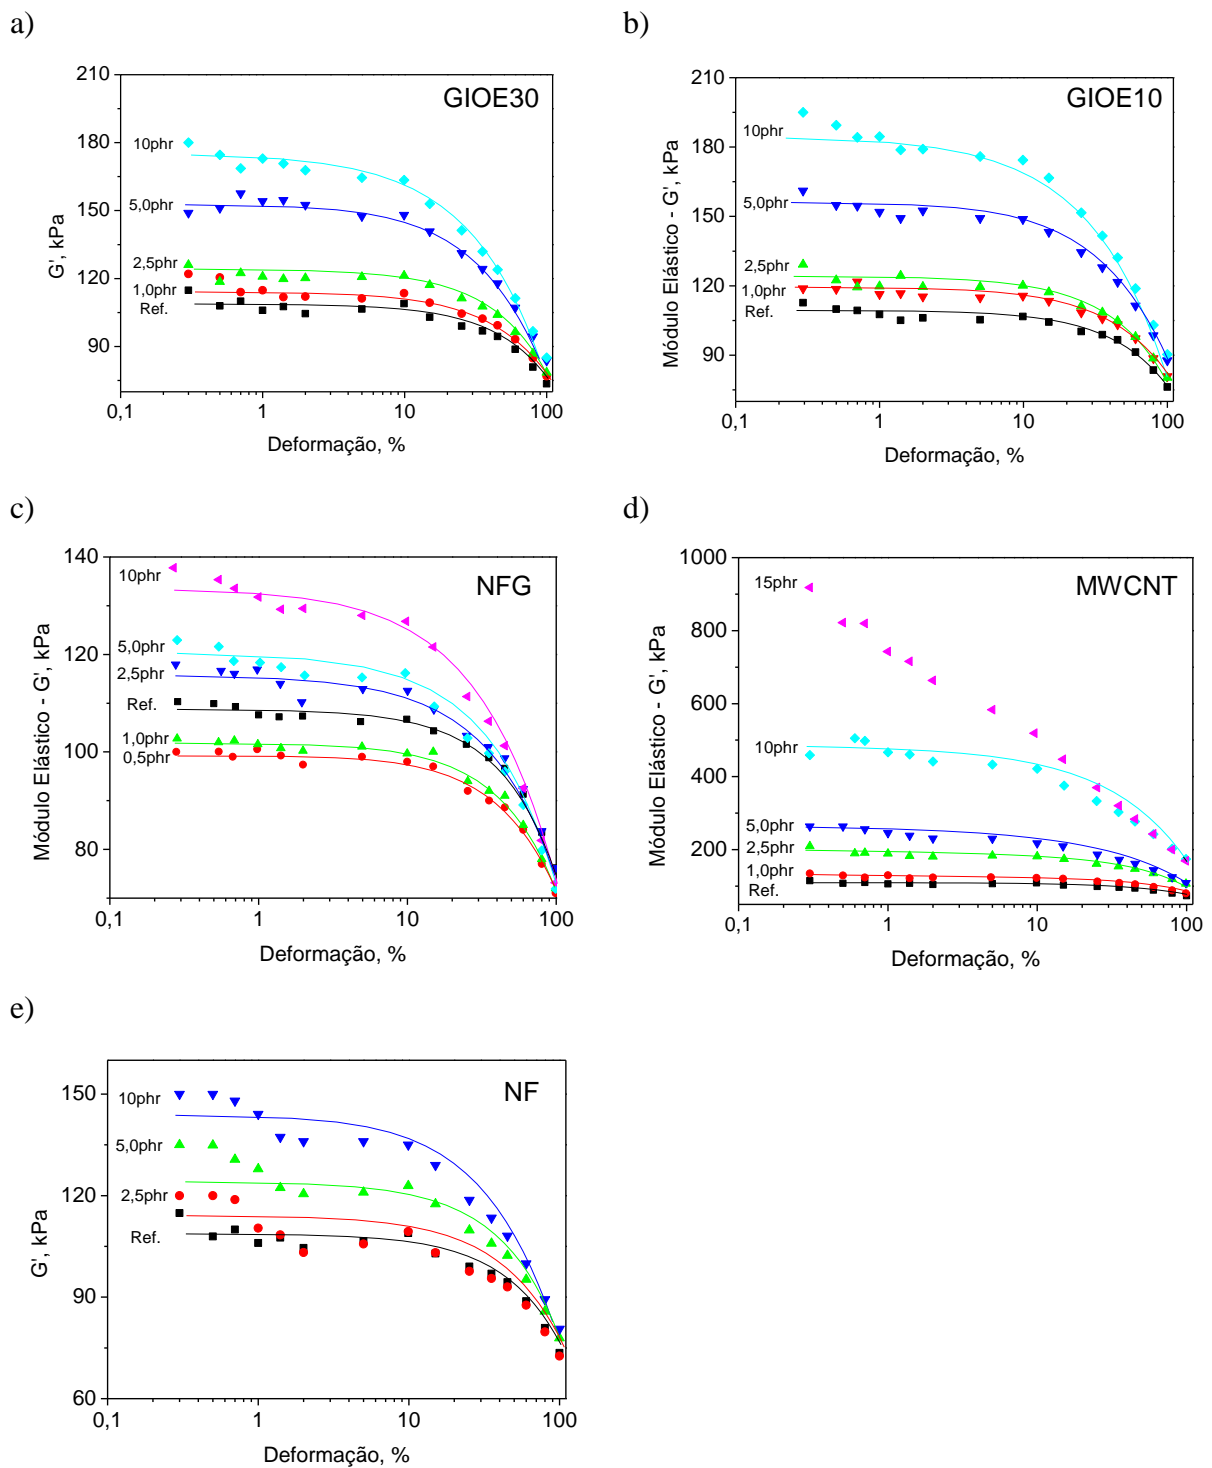 a)
GIOE30
210
180
150
120
90
G', kPa
10phr
5,0phr
2,5phr
1,0phr
Ref.
0,1
1
10
100
Deformação, %
b)
GIOE10
210
180
150
120
90
Módulo Elástico - G', kPa
10phr
5,0phr
2,5phr
1,0phr
Ref.
0,1
1
10
100
Deformação, %
c)
NFG
140
120
100
80
Módulo Elástico - G', kPa
10phr
5,0phr
2,5phr
Ref.
1,0phr
0,5phr
0,1
1
10
100
Deformação, %
d)
MWCNT
1000
800
600
400
200
Módulo Elástico - G', kPa
15phr
10phr
5,0phr
2,5phr
1,0phr
Ref.
0,1
1
10
100
Deformação, %
e)
NF
150
120
90
60
G', kPa
10phr
5,0phr
2,5phr
Ref.
0,1
1
10
100
Deformação, %